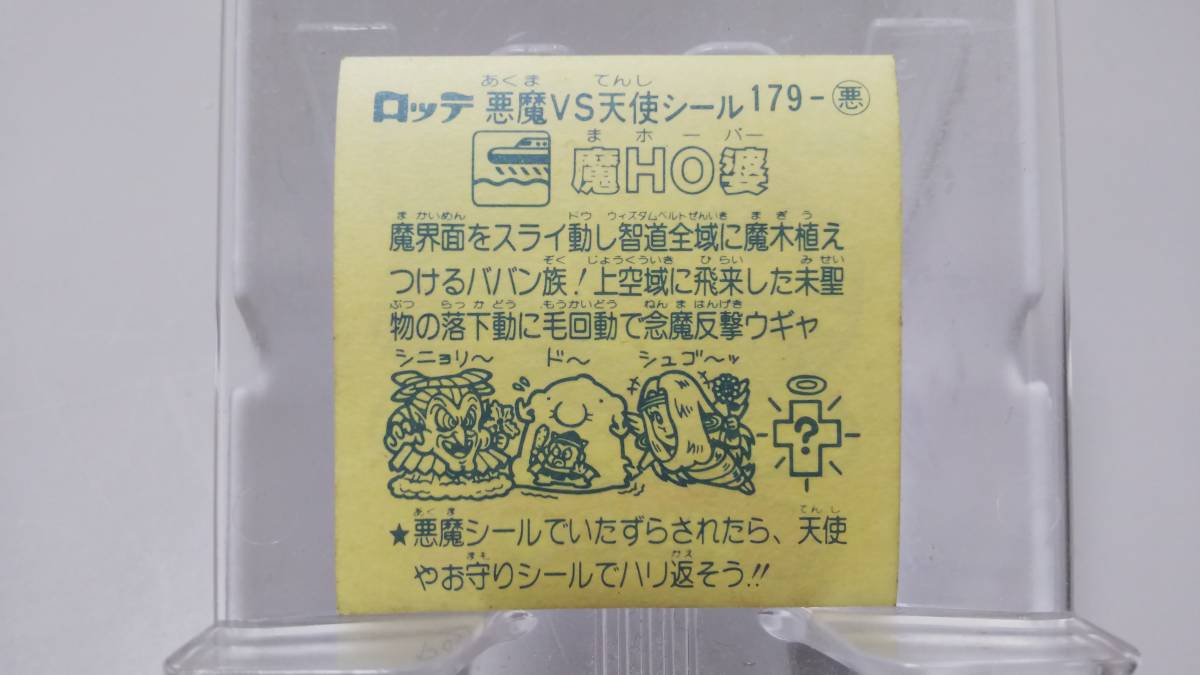 あくま てんし
ロッテ 悪魔VS天使シール 179-悪
まホーバー
魔HO婆
まかいめん ドウ ウィズダムベルトぜんいき まぎう
魔界面をスライ動し智道全域に魔木植え
ぞく じょうくういき ひらい みせい
つけるババン族!上空域に飛来した未聖
ぶつ らっかどう もうかいどう ねんまはんげき
物の落下動に毛回動で念魔反撃ウギャ
シニョリ〜 ド〜 シュゴ〜ッ
?
あくま てんし
★悪魔シールでいたずらされたら、天使
まも かえ
やお守りシールでハリ返そう!!